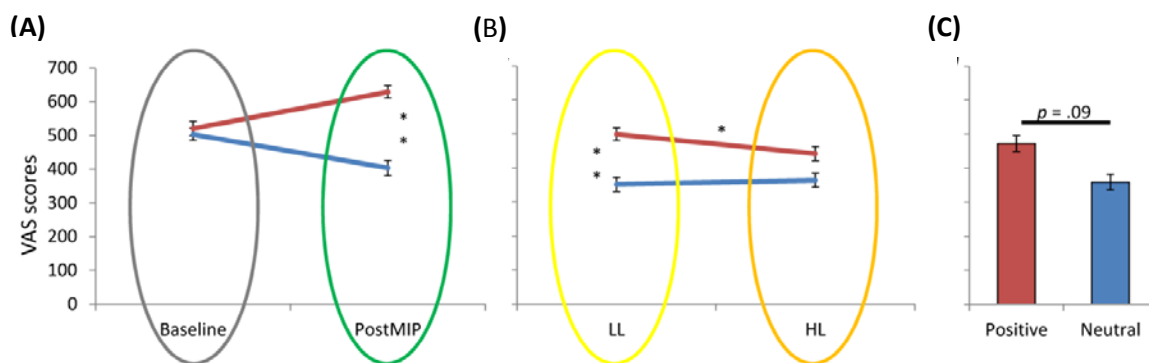 (A)
(B)
(C)
VAS scores
700
600
500
400
300
200
100
0
*
*
Baseline
PostMIP
*
*
*
LL
HL
p = .09
Positive
Neutral